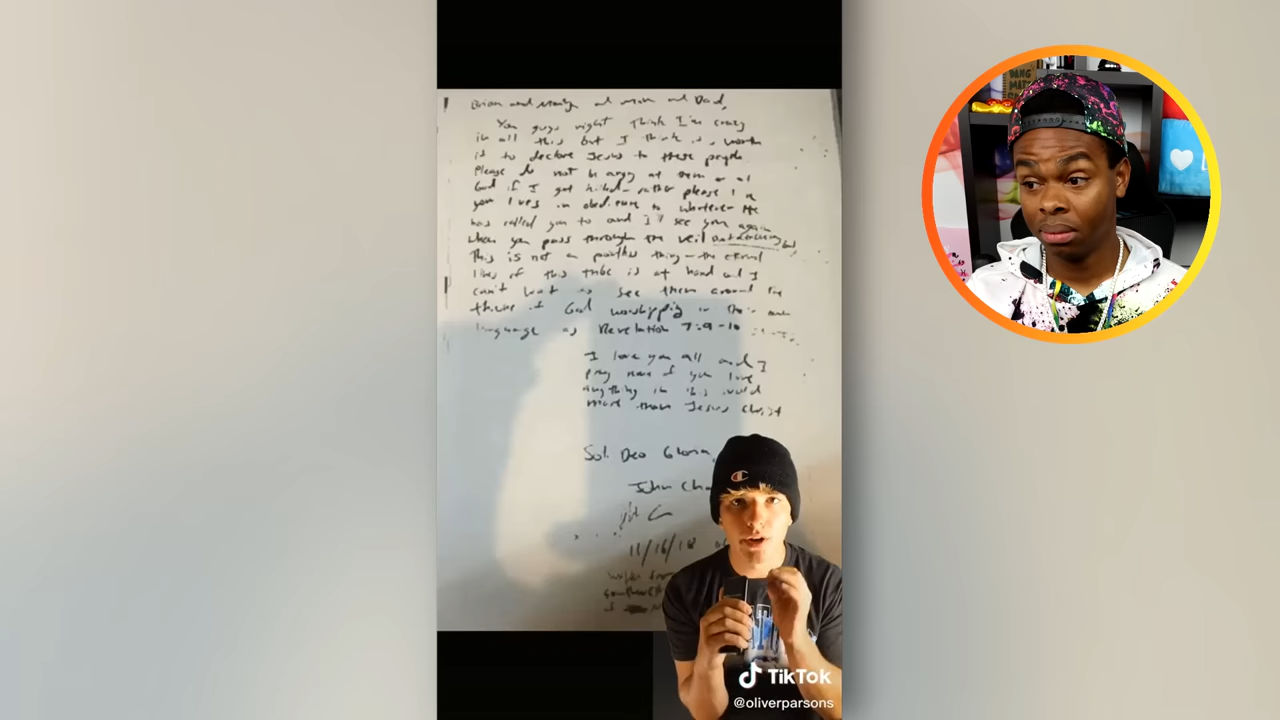 Brian and and Mom and Dad,
You guys might think I'm crazy
in all this but I think it's worth
it to declare Jesus to these people.
Please do not be angry at them or at
God if I get killed - rather please live
your lives in obedience to whatever He
has called you to and I'll see you again
when you pass through the veil
This is not a pointless thing - the eternal
lives of this tribe is at hand and I
can't wait to see them around the
throne of God worshipping in their own
language as Revelation 7:9-10 states.
I love you all and I
pray none of you love
anything in this world
more than Jesus Christ
Soli Deo Gloria,
John
11/16/18
TikTok
@oliverparsons